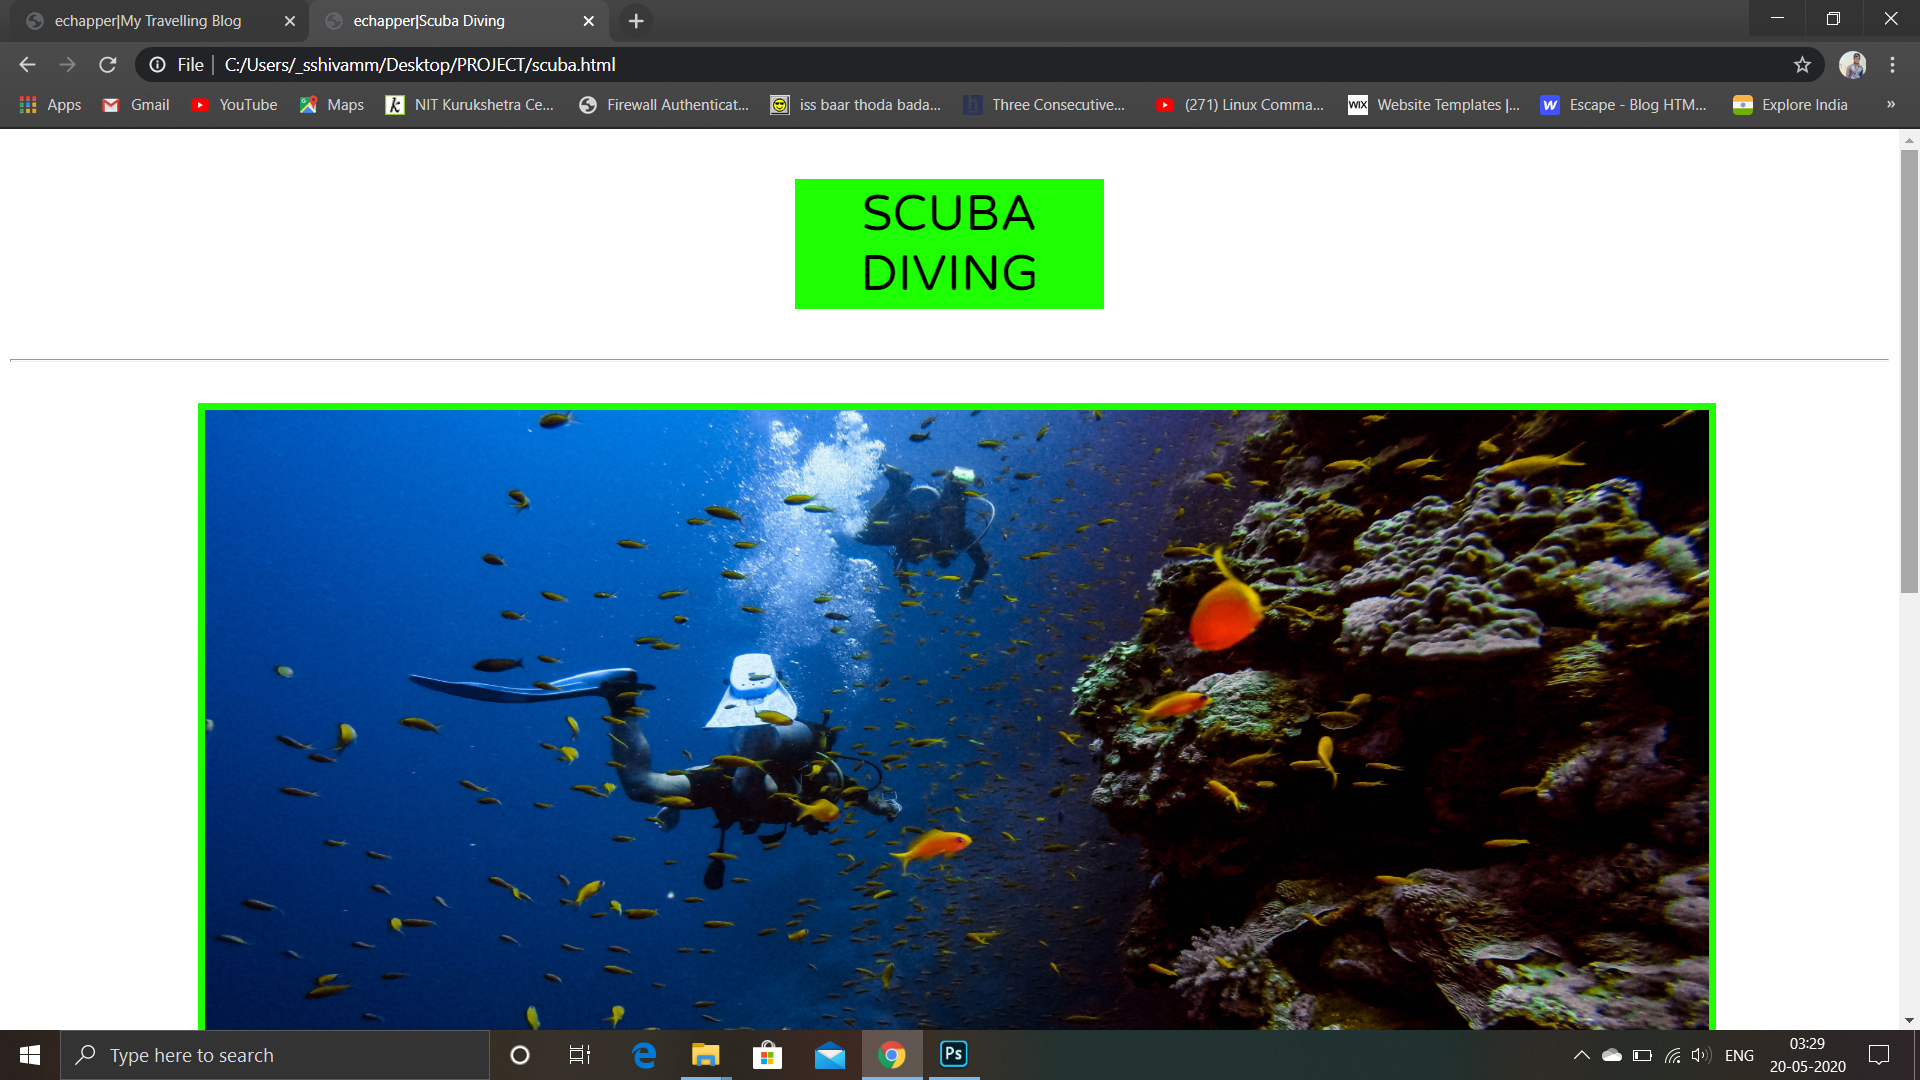 echapper|My Travelling Blog
echapper|Scuba Diving
File
C:/Users/_sshivamm/Desktop/PROJECT/scuba.html
Apps
Gmail
YouTube
Maps
k
NIT Kurukshetra Ce...
Firewall Authenticat...
iss baar thoda bada...
h
Three Consecutive...
(271) Linux Comma...
WIX
Website Templates |...
W
Escape - Blog HTM...
Explore India
»
SCUBA
DIVING
Type here to search
Ps
ENG
03:29
20-05-2020